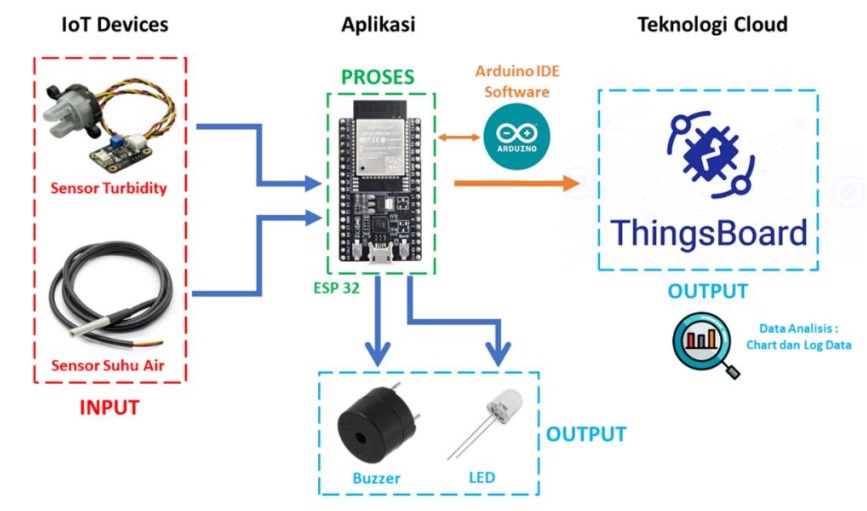 IoT Devices
Aplikasi
Teknologi Cloud
PROSES
Arduino IDE
Software
ARDUINO
Sensor Turbidity
ThingsBoard
ESP 32
OUTPUT
Data Analisis :
Chart dan Log Data
Sensor Suhu Air
INPUT
OUTPUT
Buzzer
LED